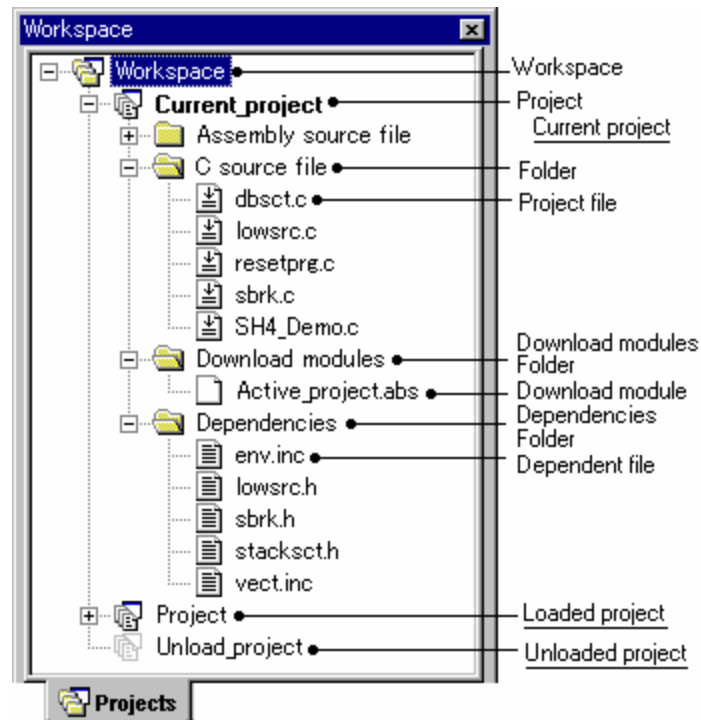 Workspace
Workspace Workspace
Current_project Project
Current project
Assembly source file
C source file Folder
dbsct.c Project file
lowsrc.c
resetprg.c
sbrk.c
SH4_Demo.c
Download modules Download modules
Folder
Active_project.abs Download module
Dependencies Dependencies
Folder
env.inc Dependent file
lowsrc.h
sbrk.h
stacksct.h
vect.inc
Project Loaded project
Unload_project Unloaded project
Projects